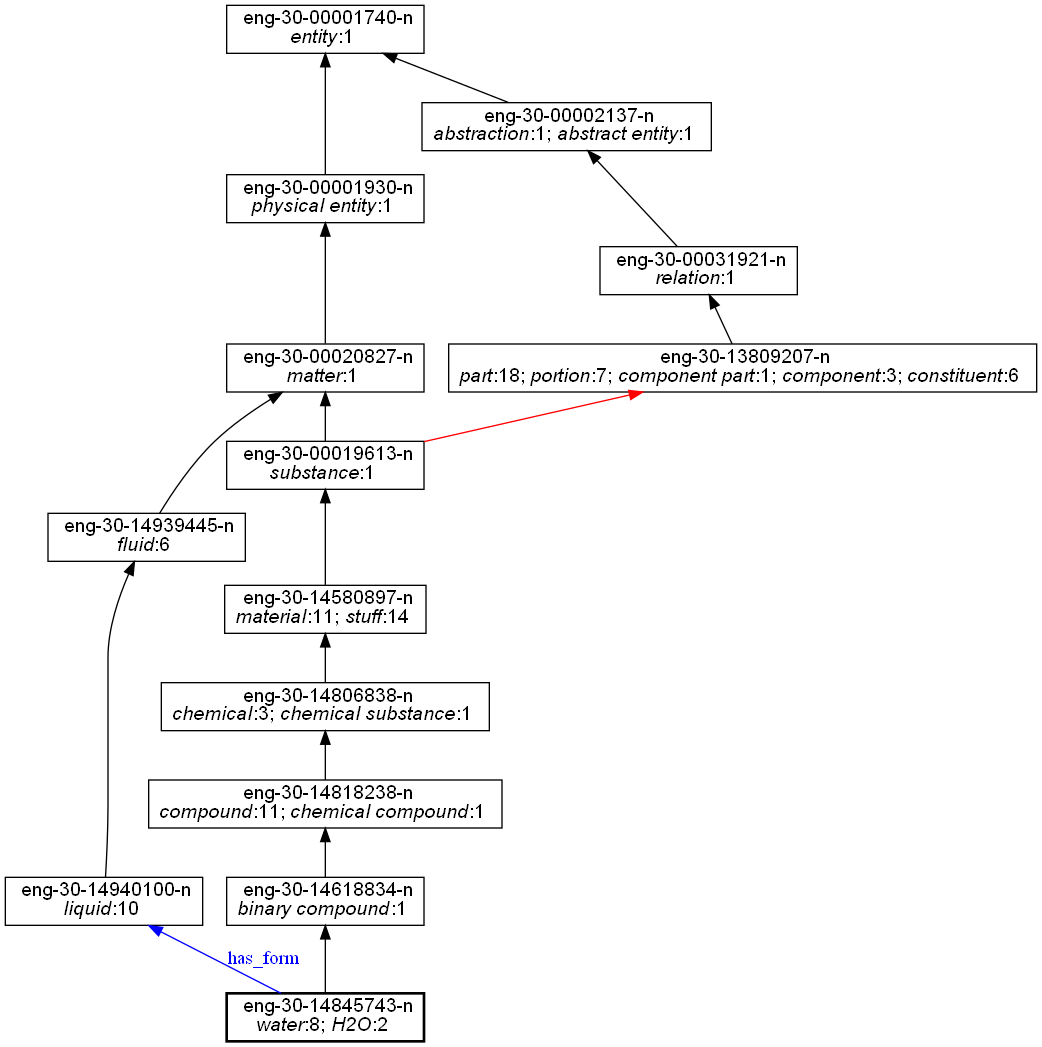 eng-30-00001740-n
entity:1
eng-30-00002137-n
abstraction:1; abstract entity:1
eng-30-00001930-n
physical entity:1
eng-30-00031921-n
relation:1
eng-30-00020827-n
matter:1
eng-30-13809207-n
part:18; portion:7; component part:1; component:3; constituent:6
eng-30-00019613-n
substance:1
eng-30-14939445-n
fluid:6
eng-30-14580897-n
material:11; stuff:14
eng-30-14806838-n
chemical:3; chemical substance:1
eng-30-14818238-n
compound:11; chemical compound:1
eng-30-14940100-n
liquid:10
eng-30-14618834-n
binary compound:1
has_form
eng-30-14845743-n
water:8; H2O:2